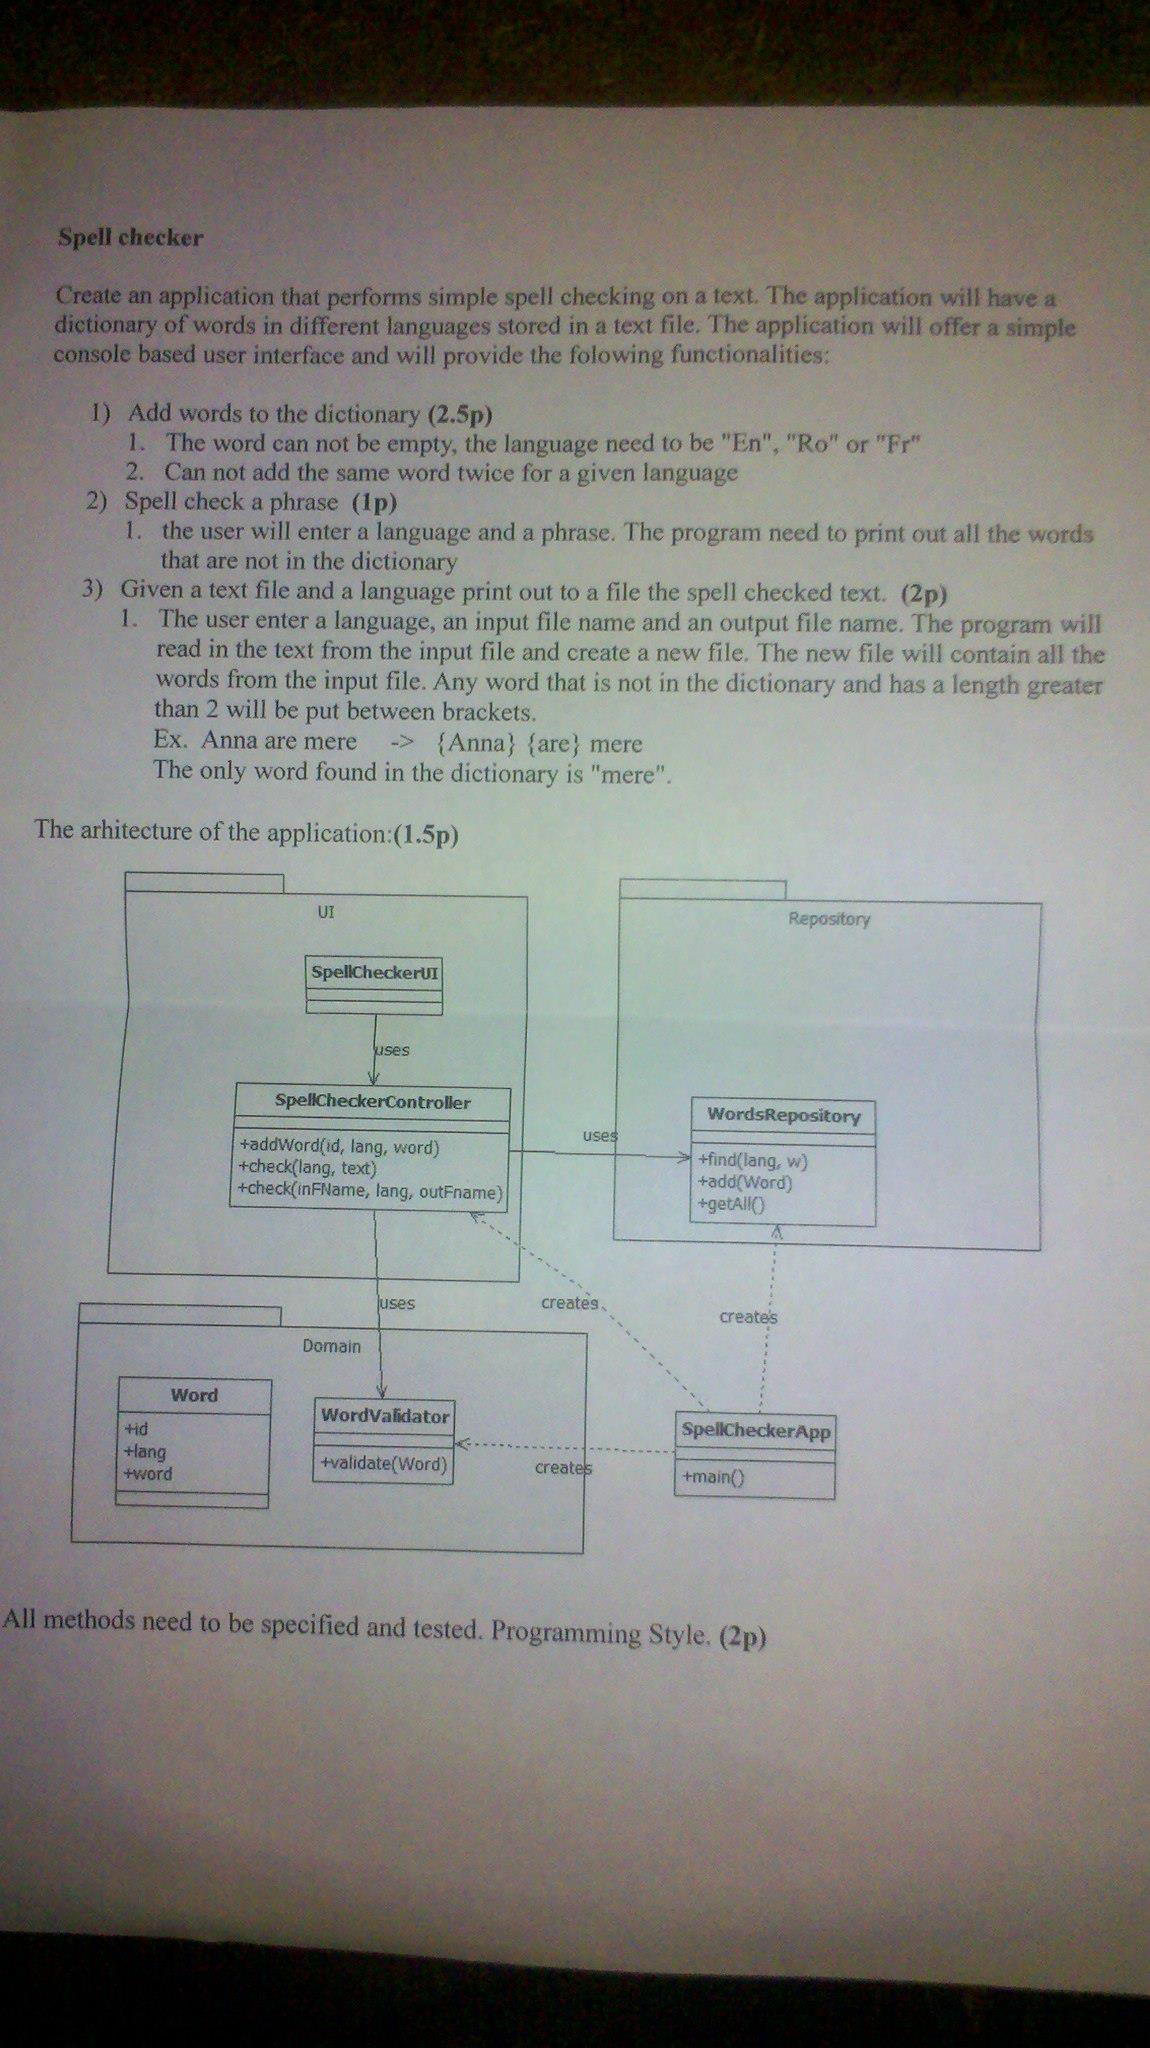 Spell checker
Create an application that performs simple spell checking on a text. The application will have a
dictionary of words in different languages stored in a text file. The application will offer a simple
console based user interface and will provide the folowing functionalities:
1) Add words to the dictionary (2.5p)
1. The word can not be empty, the language need to be "En", "Ro" or "Fr"
2. Can not add the same word twice for a given language
2) Spell check a phrase (1p)
1. the user will enter a language and a phrase. The program need to print out all the words
that are not in the dictionary
3) Given a text file and a language print out to a file the spell checked text. (2p)
1. The user enter a language, an input file name and an output file name. The program will
read in the text from the input file and create a new file. The new file will contain all the
words from the input file. Any word that is not in the dictionary and has a length greater
than 2 will be put between brackets.
Ex. Anna are mere -> {Anna} {are} mere
The only word found in the dictionary is "mere".
The arhitecture of the application:(1.5p)
UI
SpellCheckerUI
uses
SpellCheckerController
+addWord(id, lang, word)
+check(lang, text)
+check(inFName, lang, outFname)
uses
Repository
WordsRepository
+find(lang, w)
+add(Word)
+getAll()
uses
creates
creates
Domain
Word
+id
+lang
+word
WordValidator
+validate(Word)
creates
SpellCheckerApp
+main()
All methods need to be specified and tested. Programming Style. (2p)